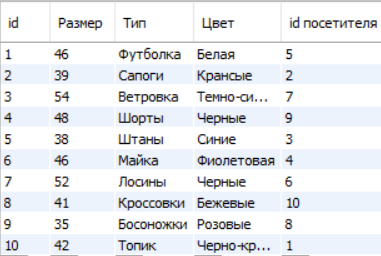 id Размер Тип Цвет id посетителя
1 46 Футболка Белая 5
2 39 Сапоги Крансые 2
3 54 Ветровка Темно-си... 7
4 48 Шорты Черные 9
5 38 Штаны Синие 3
6 46 Майка Фиолетовая 4
7 52 Лосины Черные 6
8 41 Кроссовки Бежевые 10
9 35 Босоножки Розовые 8
10 42 Топик Черно-кр... 1